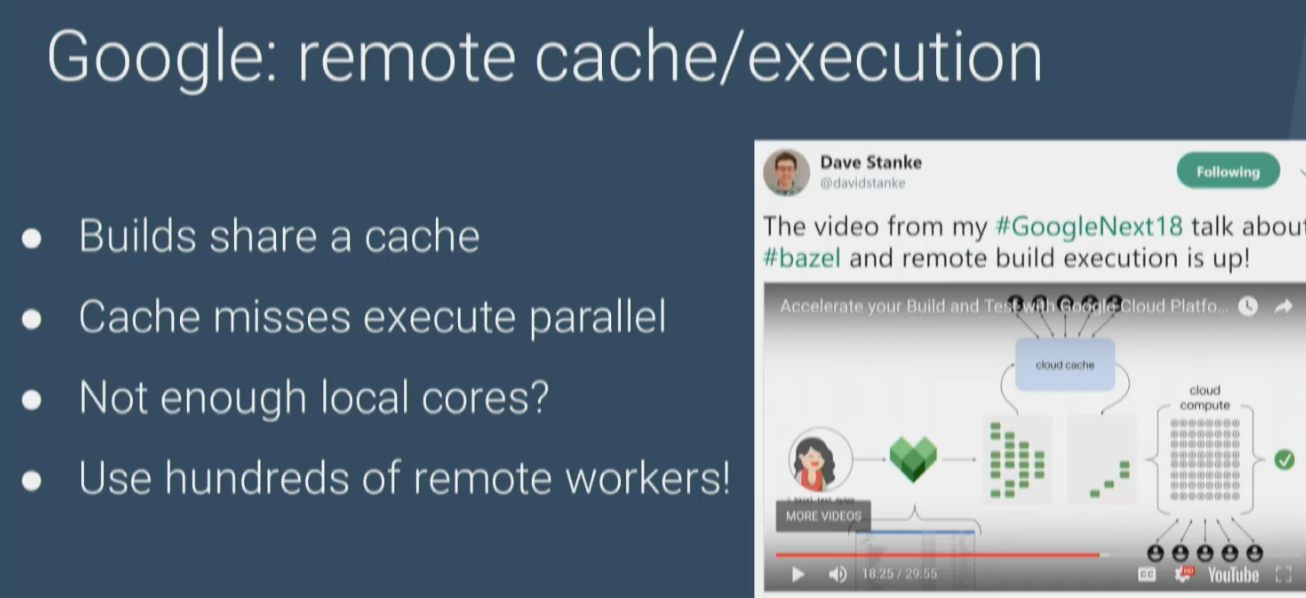 Google: remote cache/execution
● Builds share a cache
● Cache misses execute parallel
● Not enough local cores?
● Use hundreds of remote workers!
Dave Stanke
@davidstanke
Following
The video from my #GoogleNext18 talk about
#bazel and remote build execution is up!
Accelerate your Build and Test with Google Cloud Platfo...
cloud cache
cloud
compute
MORE VIDEOS
18:25 / 29:55
CC
HD
YouTube